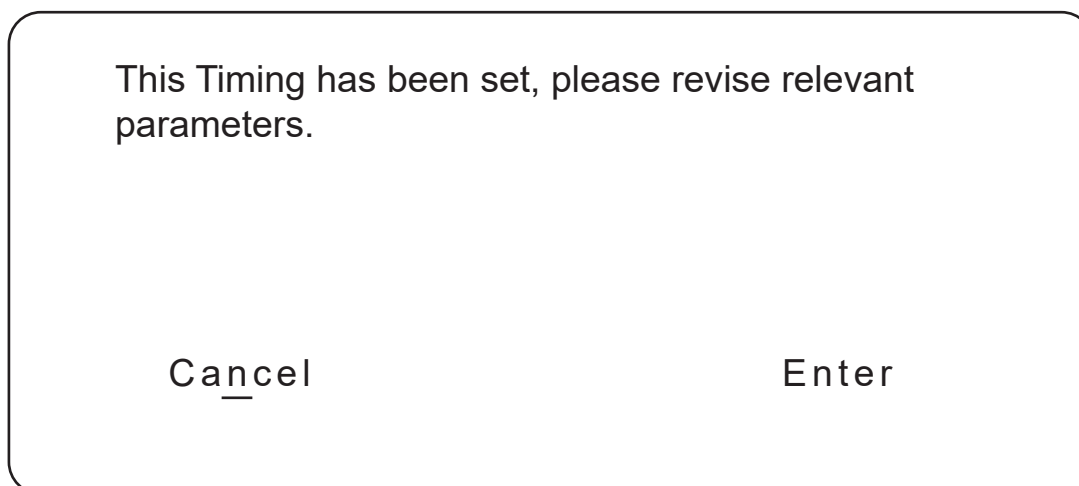 This Timing has been set, please revise relevant
parameters.
Cancel Enter